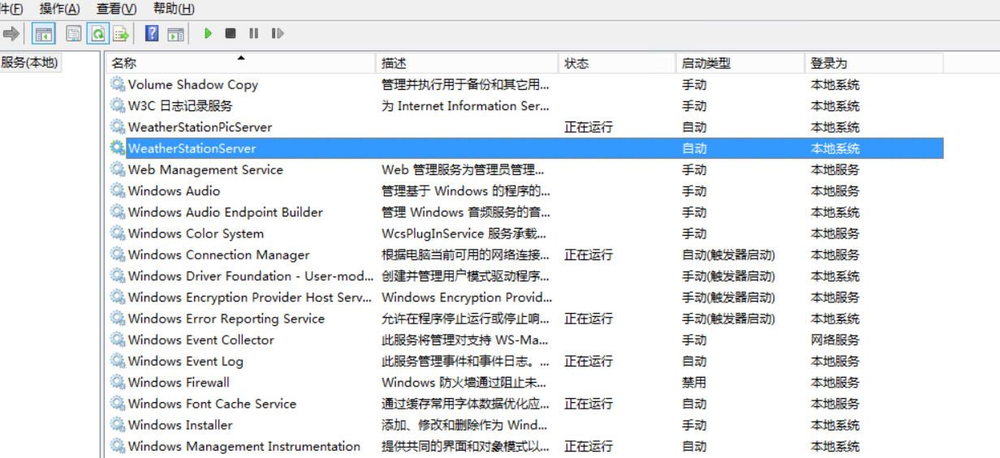 件(F) 操作(A) 查看(V) 帮助(H)
服务(本地)
名称 描述 状态 启动类型 登录为
Volume Shadow Copy 管理并执行用于备份和其它用... 手动 本地系统
W3C 日志记录服务 为 Internet Information Ser... 手动 本地系统
WeatherStationPicServer 正在运行 自动 本地系统
WeatherStationServer 自动 本地系统
Web Management Service Web 管理服务为管理员管理... 手动 本地服务
Windows Audio 管理基于 Windows 的程序的... 手动 本地服务
Windows Audio Endpoint Builder 管理 Windows 音频服务的音... 手动 本地系统
Windows Color System WcsPlugInService 服务承载... 手动 本地服务
Windows Connection Manager 根据电脑当前可用的网络连接... 正在运行 自动(触发器启动) 本地服务
Windows Driver Foundation - User-mod... 创建并管理用户模式驱动程序... 手动(触发器启动) 本地系统
Windows Encryption Provider Host Serv... Windows Encryption Provid... 手动(触发器启动) 本地服务
Windows Error Reporting Service 允许在程序停止运行或停止响... 正在运行 手动(触发器启动) 本地系统
Windows Event Collector 此服务将管理对支持 WS-Ma... 手动 网络服务
Windows Event Log 此服务管理事件和事件日志。... 正在运行 自动 本地服务
Windows Firewall Windows 防火墙通过阻止未... 禁用 本地服务
Windows Font Cache Service 通过缓存常用字体数据优化应... 正在运行 自动 本地服务
Windows Installer 添加、修改和删除作为 Wind... 手动 本地系统
Windows Management Instrumentation 提供共同的界面和对象模式以... 正在运行 自动 本地系统